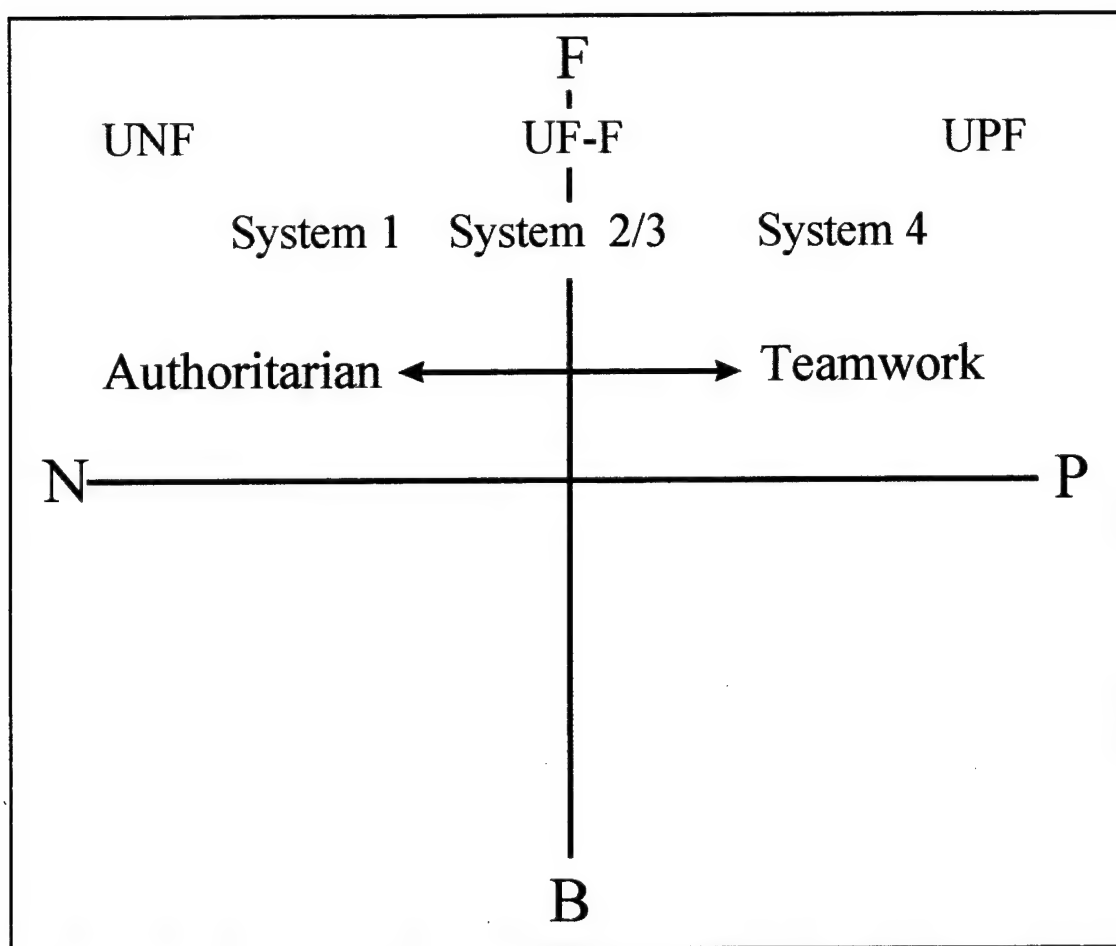 F
UNF UF-F UPF
System 1 System 2/3 System 4
Authoritarian Teamwork
N P
B